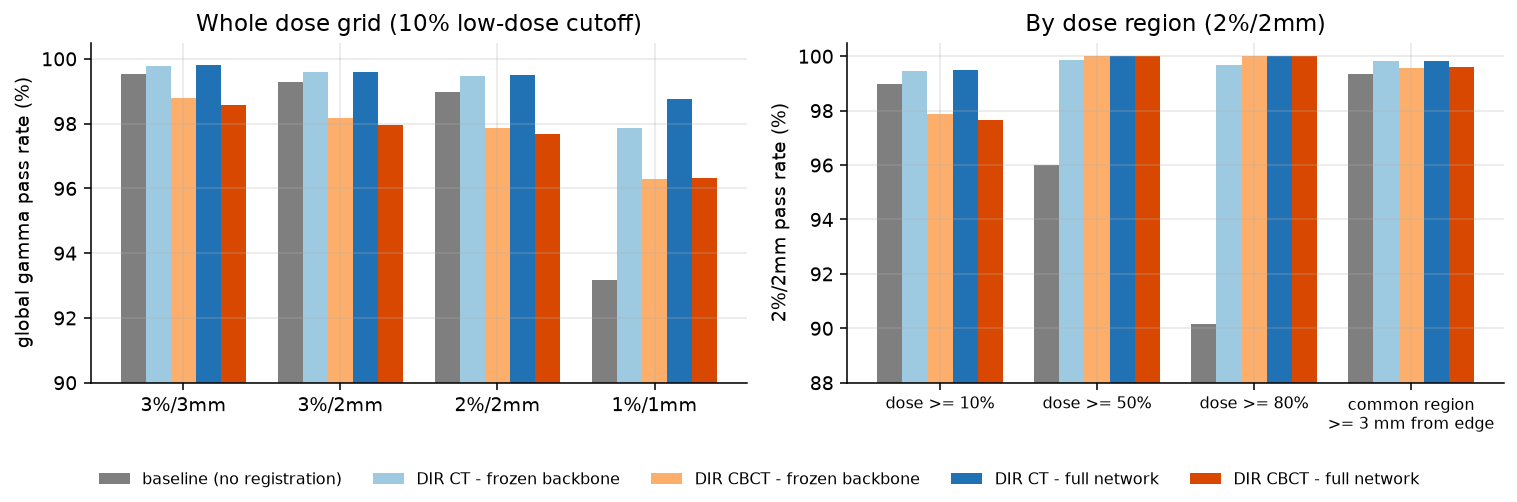 Whole dose grid (10% low-dose cutoff)
global gamma pass rate (%)
100
98
96
94
92
90
3%/3mm
3%/2mm
2%/2mm
1%/1mm
By dose region (2%/2mm)
2%/2mm pass rate (%)
100
98
96
94
92
90
88
dose >= 10%
dose >= 50%
dose >= 80%
common region
>= 3 mm from edge
baseline (no registration)
DIR CT - frozen backbone
DIR CBCT - frozen backbone
DIR CT - full network
DIR CBCT - full network